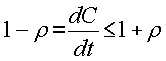 1 − ρ = dC/dt ≤ 1 + ρ